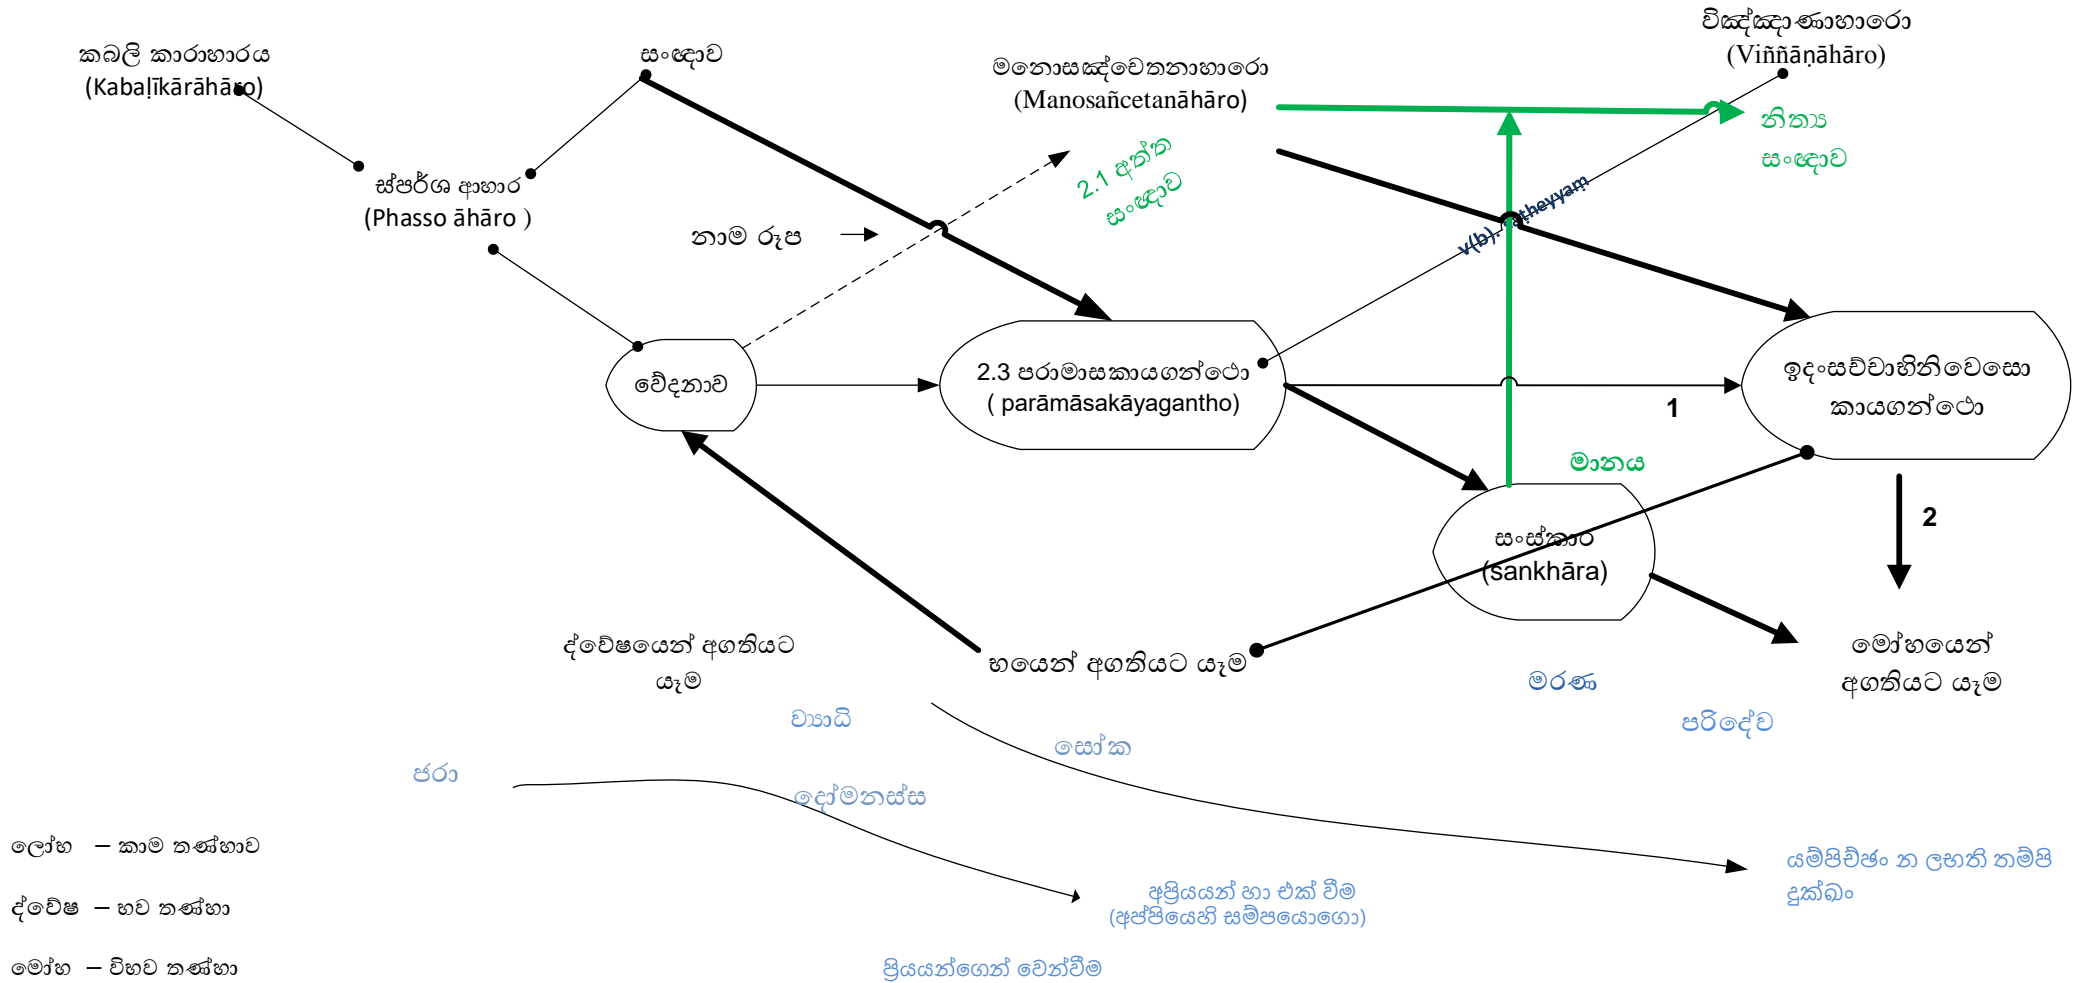 විඤ්ඤාණාහාරො
(Viññāṇāhāro)
කබලි කාරාහාරය
(Kabaḷīkārāhāro)
සංඥාව
මනොසඤ්චෙතනාහාරො
(Manosañcetanāhāro)
නිත්‍ය
සංඥාව
2.1 අත්ත
සංඥාව
ස්පර්ශ ආහාර
(Phasso āhāro )
නාම රූප
වේදනාව
2.3 පරාමාසකායගන්ථො
( parāmāsakāyagantho)
ඉදංසච්චාභිනිවෙසො
කායගන්ථො
1
මානය
2
සංස්කාර
(sankhāra)
ද්වේෂයෙන් අගතියට
යෑම
භයෙන් අගතියට යෑම
මෝහයෙන්
අගතියට යෑම
මරණ
ව්‍යාධි
පරිදේව
සෝක
ජරා
දෝමනස්ස
ලෝභ – කාම තණ්හාව
යම්පිච්ඡං න ලභති තම්පි
දුක්ඛං
අප්‍රියයන් හා එක් වීම
(අප්පියෙහි සම්පයොගො)
ද්වේෂ – භව තණ්හා
මෝහ – විභව තණ්හා
ප්‍රියයන්ගෙන් වෙන්වීම